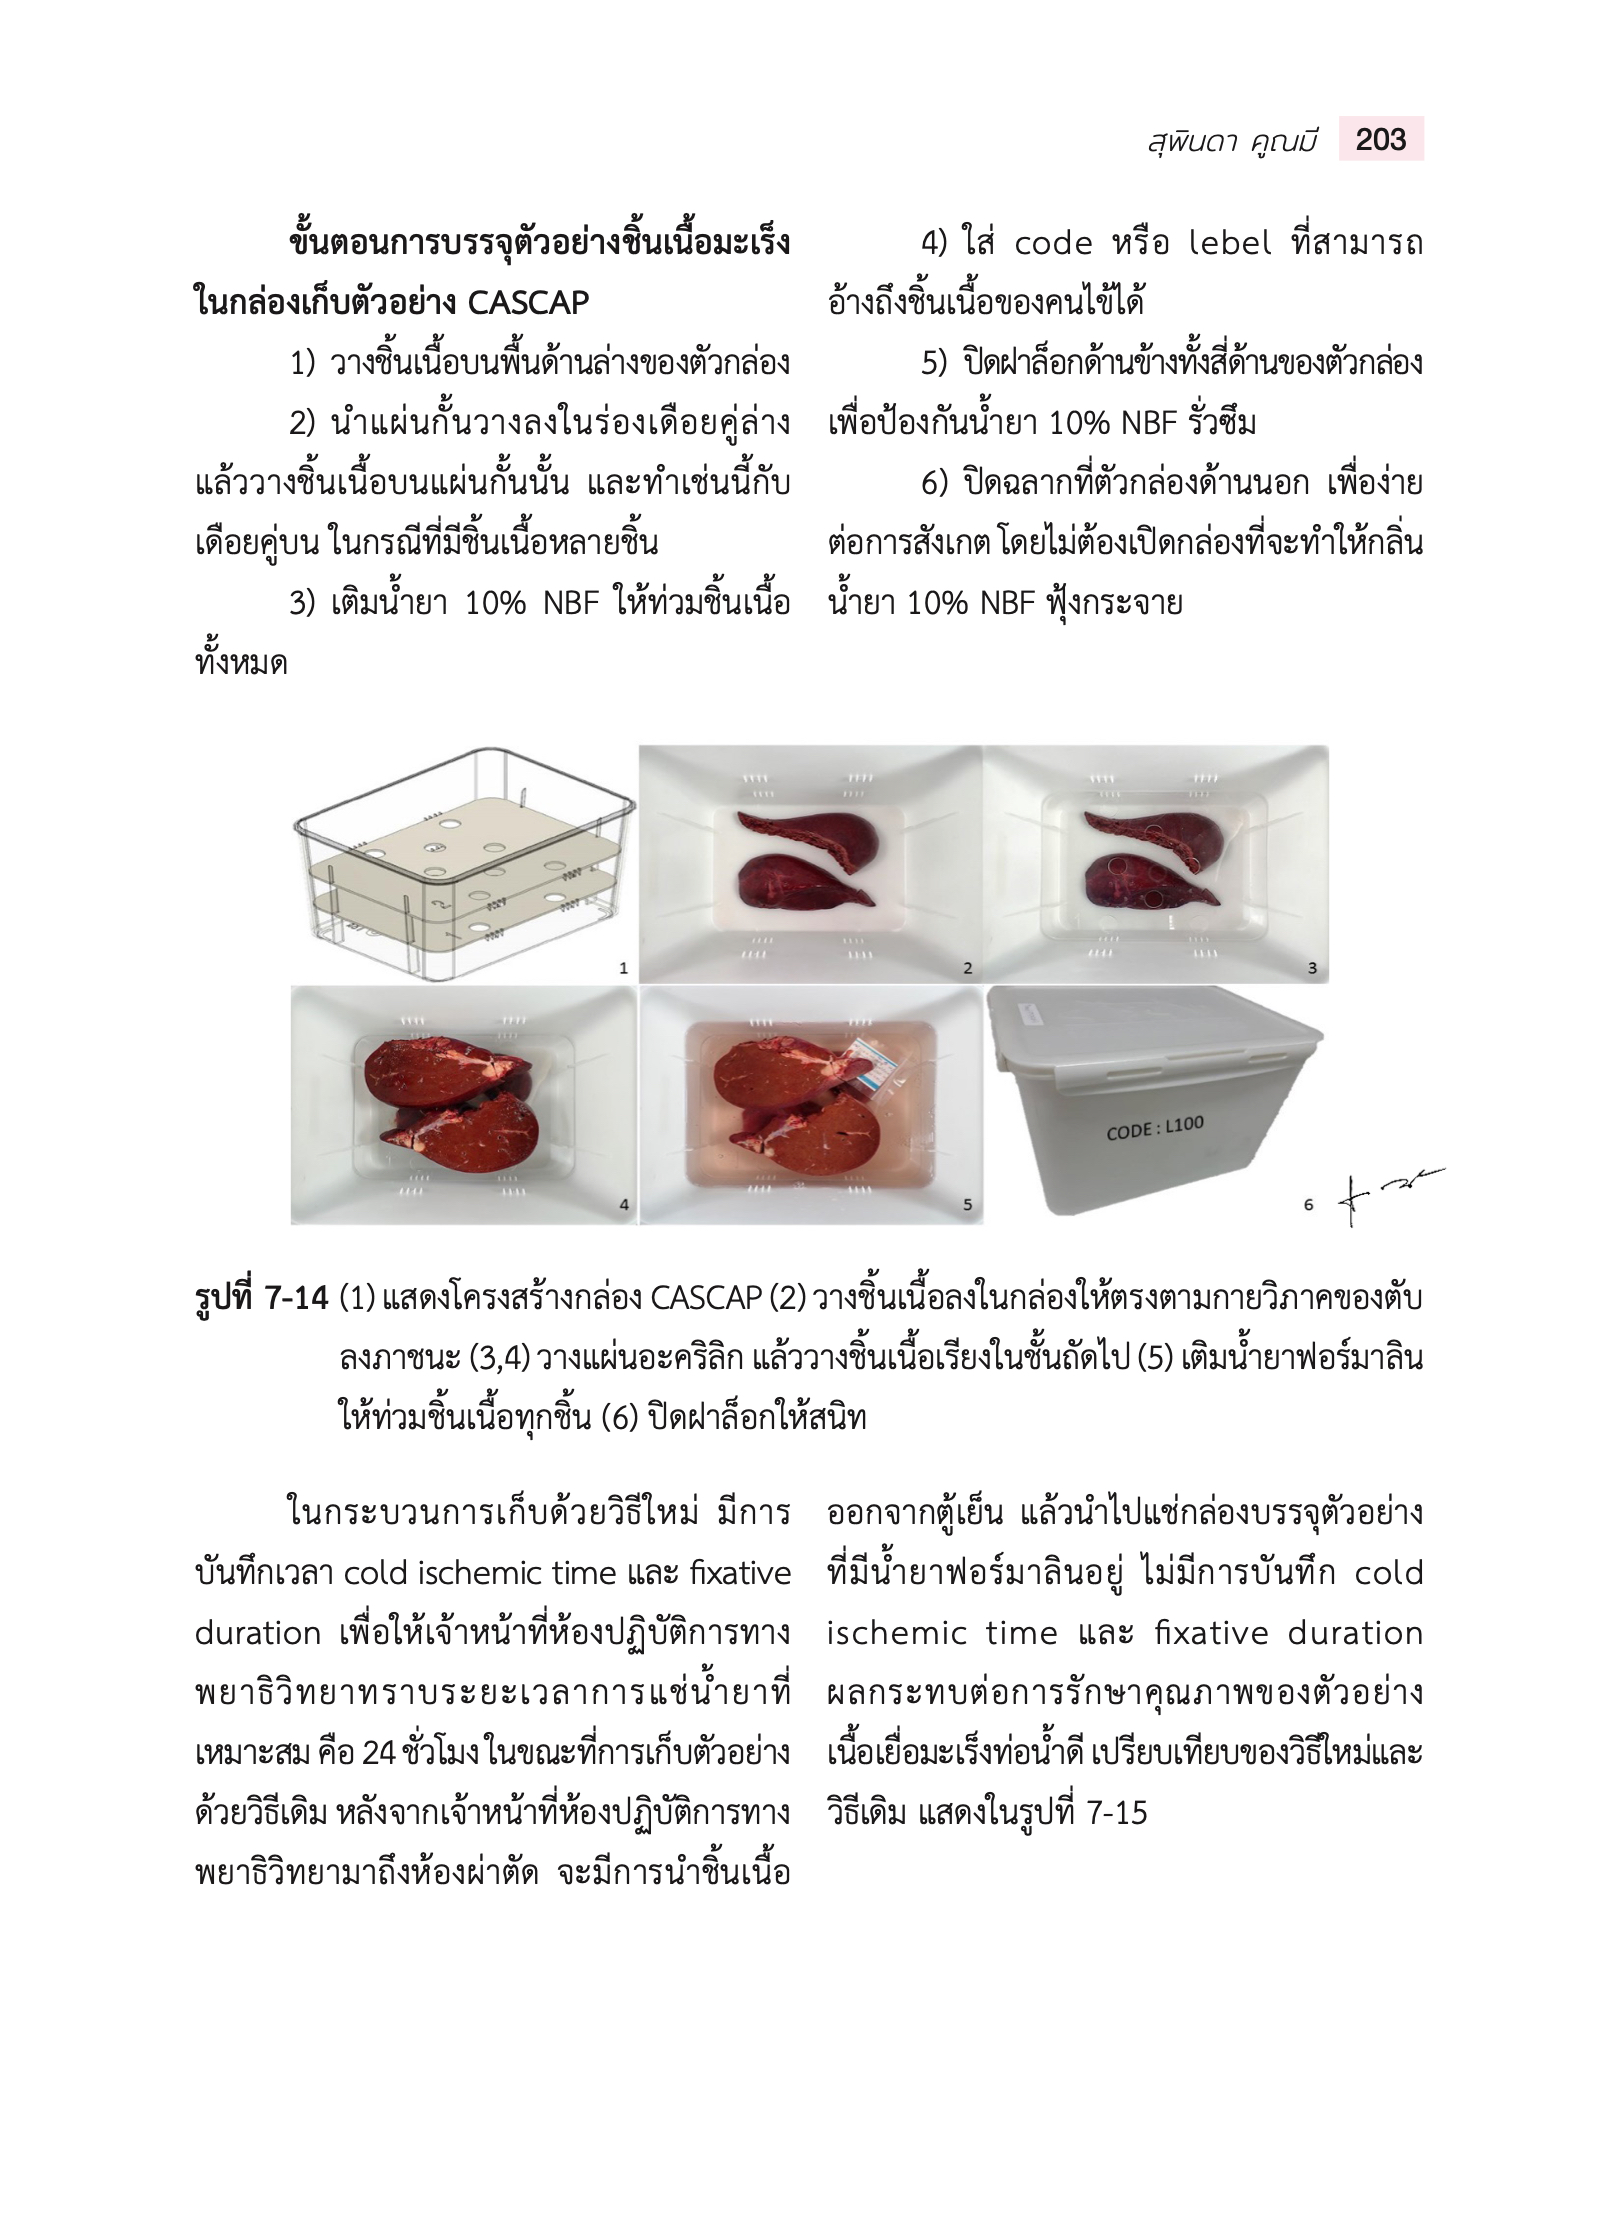 สุพินดา คูณมี 203
ขั้นตอนการบรรจุตัวอย่างชิ้นเนื้อมะเร็ง
ในกล่องเก็บตัวอย่าง CASCAP
1) วางชิ้นเนื้อบนพื้นด้านล่างของตัวกล่อง
2) นำแผ่นกั้นวางลงในร่องเดือยคู่ล่าง
แล้ววางชิ้นเนื้อบนแผ่นกั้นนั้น และทำเช่นนี้กับ
เดือยคู่บน ในกรณีที่มีชิ้นเนื้อหลายชิ้น
3) เติมน้ำยา 10% NBF ให้ท่วมชิ้นเนื้อ
ทั้งหมด
4) ใส่ code หรือ lebel ที่สามารถ
อ้างถึงชิ้นเนื้อของคนไข้ได้
5) ปิดฝาล็อกด้านข้างทั้งสี่ด้านของตัวกล่อง
เพื่อป้องกันน้ำยา 10% NBF รั่วซึม
6) ปิดฉลากที่ตัวกล่องด้านนอก เพื่อง่าย
ต่อการสังเกต โดยไม่ต้องเปิดกล่องที่จะทำให้กลิ่น
น้ำยา 10% NBF ฟุ้งกระจาย
1
2
3
4
5
CODE : L100
6
รูปที่ 7-14 (1) แสดงโครงสร้างกล่อง CASCAP (2) วางชิ้นเนื้อลงในกล่องให้ตรงตามกายวิภาคของตับ
ลงภาชนะ (3,4) วางแผ่นอะคริลิก แล้ววางชิ้นเนื้อเรียงในชั้นถัดไป (5) เติมน้ำยาฟอร์มาลิน
ให้ท่วมชิ้นเนื้อทุกชิ้น (6) ปิดฝาล็อกให้สนิท
ในกระบวนการเก็บด้วยวิธีใหม่ มีการ
บันทึกเวลา cold ischemic time และ fixative
duration เพื่อให้เจ้าหน้าที่ห้องปฏิบัติการทาง
พยาธิวิทยาทราบระยะเวลาการแช่น้ำยาที่
เหมาะสม คือ 24 ชั่วโมง ในขณะที่การเก็บตัวอย่าง
ด้วยวิธีเดิม หลังจากเจ้าหน้าที่ห้องปฏิบัติการทาง
พยาธิวิทยามาถึงห้องผ่าตัด จะมีการนำชิ้นเนื้อ
ออกจากตู้เย็น แล้วนำไปแช่กล่องบรรจุตัวอย่าง
ที่มีน้ำยาฟอร์มาลินอยู่ ไม่มีการบันทึก cold
ischemic time และ fixative duration
ผลกระทบต่อการรักษาคุณภาพของตัวอย่าง
เนื้อเยื่อมะเร็งท่อน้ำดี เปรียบเทียบของวิธีใหม่และ
วิธีเดิม แสดงในรูปที่ 7-15